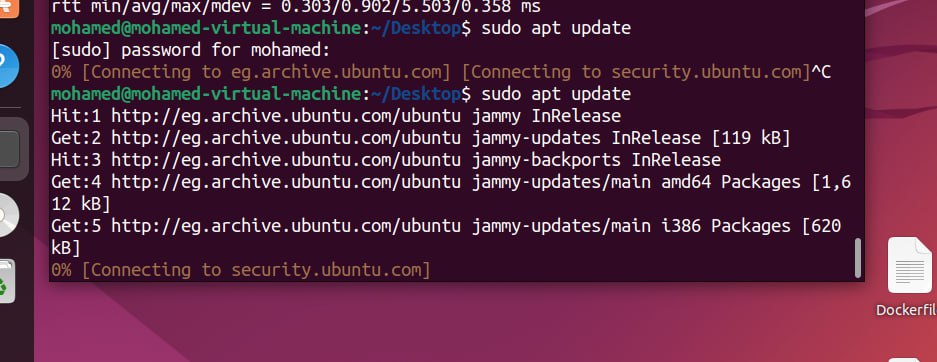 rtt min/avg/max/mdev = 0.303/0.902/5.503/0.358 ms
mohamed@mohamed-virtual-machine:~/Desktop$ sudo apt update
[sudo] password for mohamed:
0% [Connecting to eg.archive.ubuntu.com] [Connecting to security.ubuntu.com]^C
mohamed@mohamed-virtual-machine:~/Desktop$ sudo apt update
Hit:1 http://eg.archive.ubuntu.com/ubuntu jammy InRelease
Get:2 http://eg.archive.ubuntu.com/ubuntu jammy-updates InRelease [119 kB]
Hit:3 http://eg.archive.ubuntu.com/ubuntu jammy-backports InRelease
Get:4 http://eg.archive.ubuntu.com/ubuntu jammy-updates/main amd64 Packages [1,6
12 kB]
Get:5 http://eg.archive.ubuntu.com/ubuntu jammy-updates/main i386 Packages [620
kB]
0% [Connecting to security.ubuntu.com]
Dockerfil